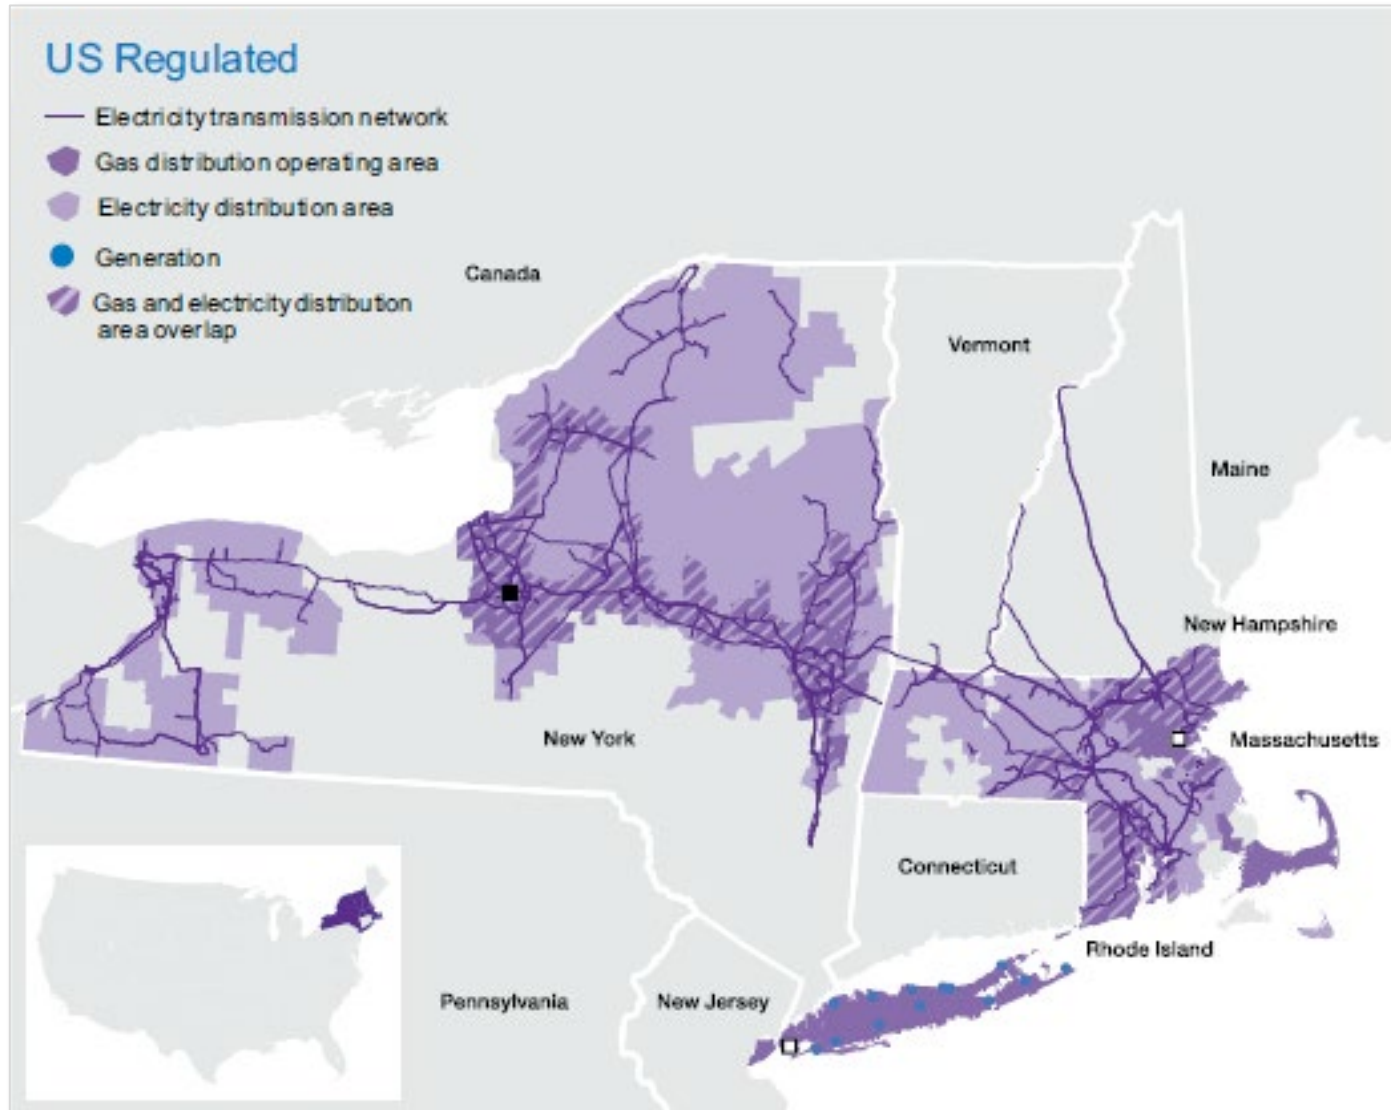 US Regulated
Electricity transmission network
Gas distribution operating area
Electricity distribution area
Generation
Gas and electricity distribution
area overlap
Canada
Vermont
Maine
New Hampshire
New York
Massachusetts
Connecticut
Rhode Island
Pennsylvania
New Jersey